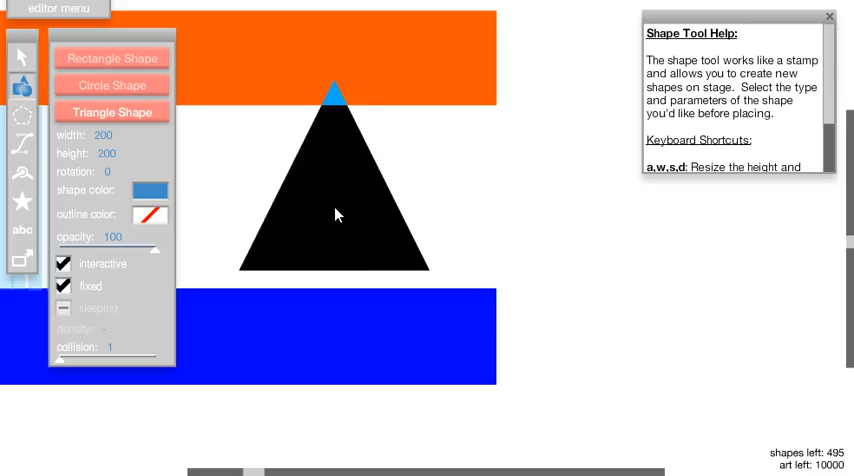 editor menu
Rectangle Shape
Circle Shape
Triangle Shape
width: 200
height: 200
rotation: 0
shape color:
outline color:
opacity: 100
interactive
fixed
sleeping
density: -
collision: 1
abc
Shape Tool Help:
The shape tool works like a stamp
and allows you to create new
shapes on stage. Select the type
and parameters of the shape
you'd like before placing.
Keyboard Shortcuts:
a,w,s,d: Resize the height and
shapes left: 495
art left: 10000